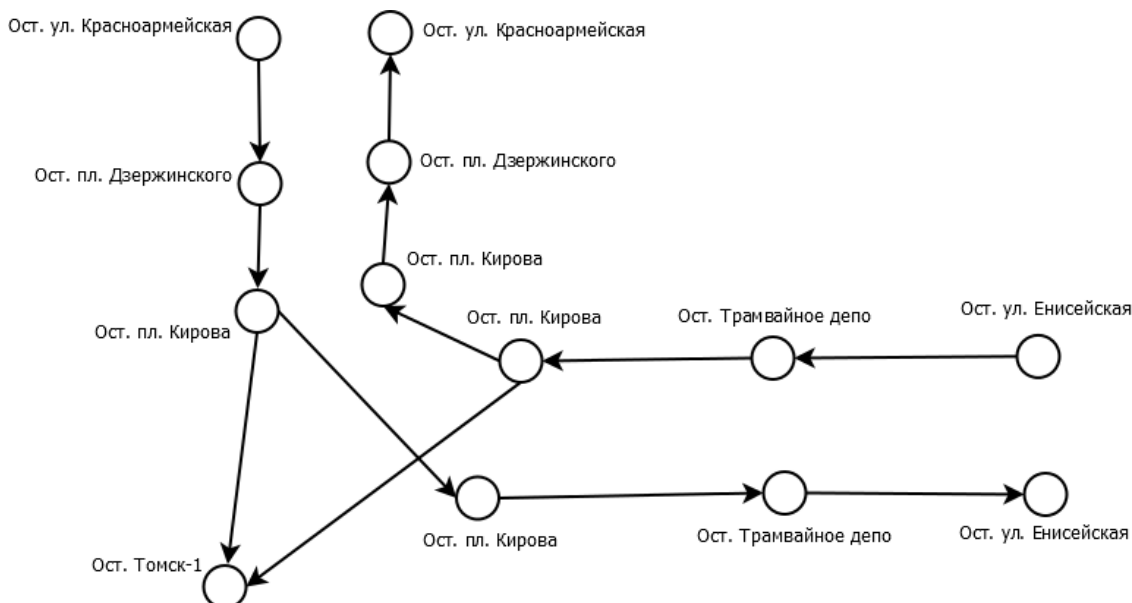 Ост. ул. Красноармейская
Ост. ул. Красноармейская
Ост. пл. Дзержинского
Ост. пл. Дзержинского
Ост. пл. Кирова
Ост. пл. Кирова
Ост. пл. Кирова
Ост. Трамвайное депо
Ост. ул. Енисейская
Ост. пл. Кирова
Ост. Трамвайное депо
Ост. ул. Енисейская
Ост. Томск-1